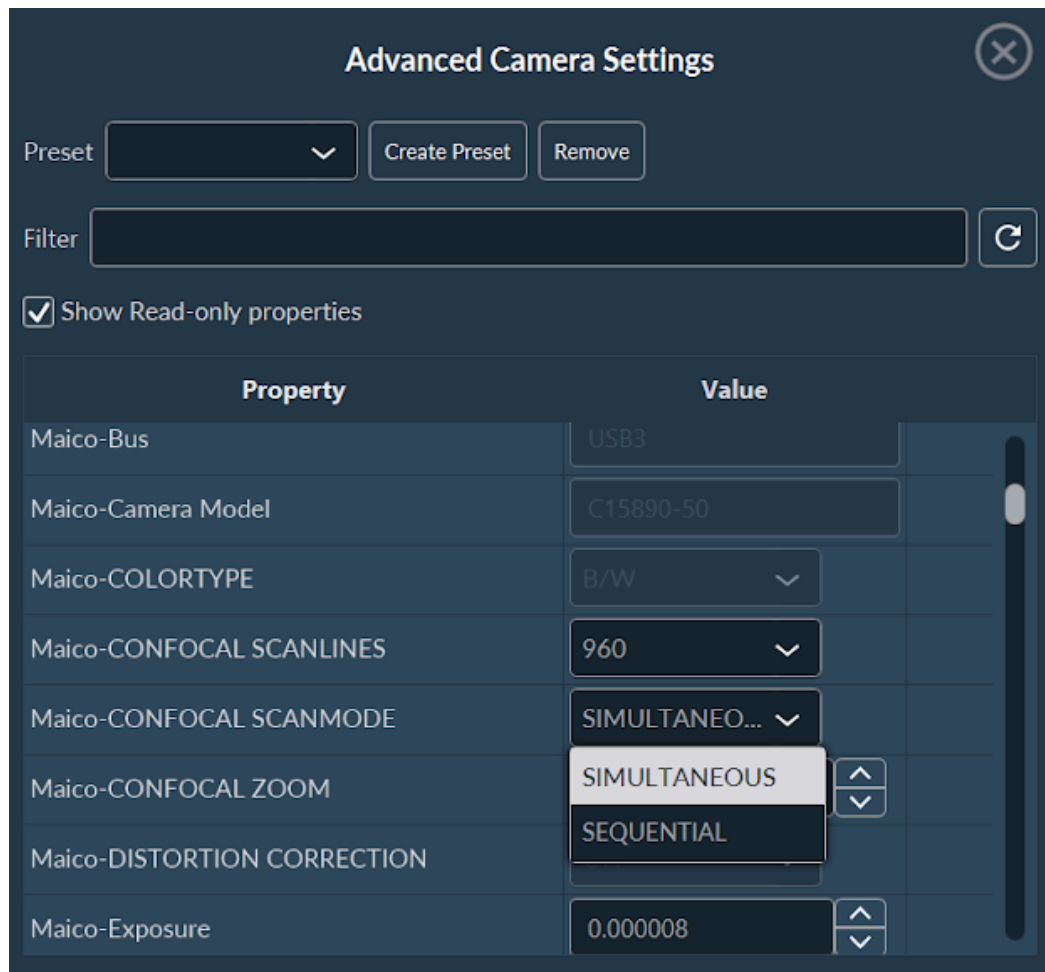 Advanced Camera Settings
Preset Create Preset Remove
Filter
Show Read-only properties
Property Value
Maico-Bus USB3
Maico-Camera Model C15890-50
Maico-COLORTYPE B/W
Maico-CONFOCAL SCANLINES 960
Maico-CONFOCAL SCANMODE SIMULTANEO...
SIMULTANEOUS
Maico-CONFOCAL ZOOM
SEQUENTIAL
Maico-DISTORTION CORRECTION
Maico-Exposure 0.000008